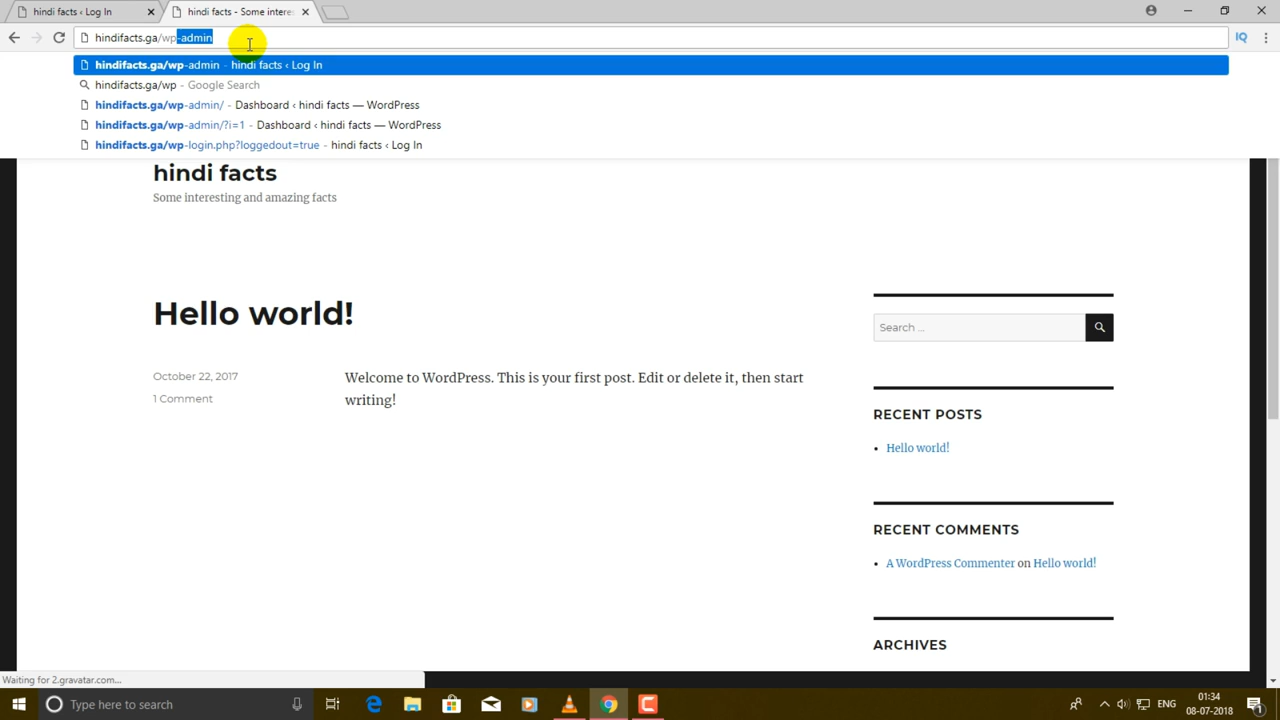 hindi facts ‹ Log In
hindi facts - Some interes
hindifacts.ga/wp-admin
hindifacts.ga/wp-admin - hindi facts ‹ Log In
hindifacts.ga/wp - Google Search
hindifacts.ga/wp-admin/ - Dashboard ‹ hindi facts — WordPress
hindifacts.ga/wp-admin/?i=1 - Dashboard ‹ hindi facts — WordPress
hindifacts.ga/wp-login.php?loggedout=true - hindi facts ‹ Log In
IQ
hindi facts
Some interesting and amazing facts
Hello world!
October 22, 2017
1 Comment
Welcome to WordPress. This is your first post. Edit or delete it, then start
writing!
Search …
RECENT POSTS
Hello world!
RECENT COMMENTS
A WordPress Commenter on Hello world!
ARCHIVES
Waiting for 2.gravatar.com...
Type here to search
ENG
01:34
08-07-2018
1